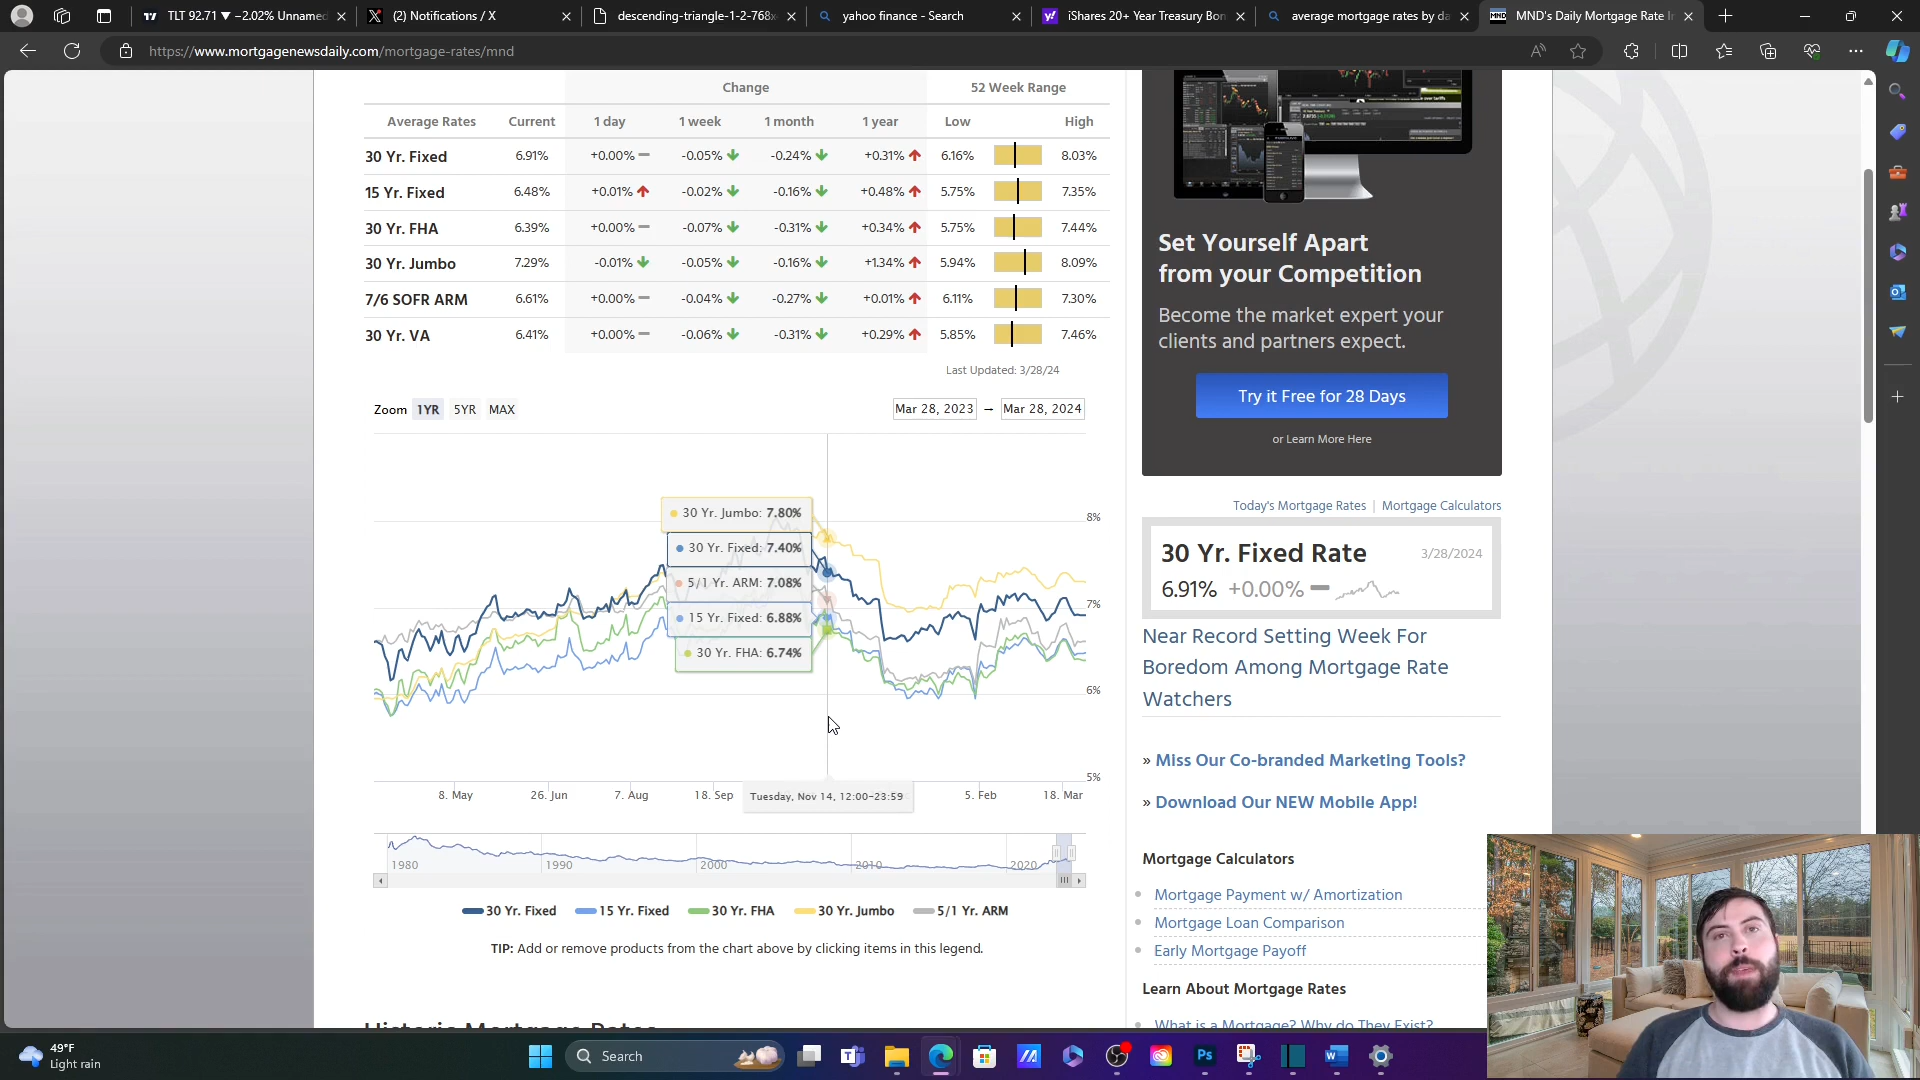 TLT 92.71 ▼ −2.02% Unnamed
(2) Notifications / X
descending-triangle-1-2-768x
yahoo finance - Search
iShares 20+ Year Treasury Bon
average mortgage rates by da
MND's Daily Mortgage Rate In
https://www.mortgagenewsdaily.com/mortgage-rates/mnd
Change 52 Week Range
Average Rates Current 1 day 1 week 1 month 1 year Low High
30 Yr. Fixed 6.91% +0.00% -0.05% -0.24% +0.31% 6.16% 8.03%
15 Yr. Fixed 6.48% +0.01% -0.02% -0.16% +0.48% 5.75% 7.35%
30 Yr. FHA 6.39% +0.00% -0.07% -0.31% +0.34% 5.75% 7.44%
30 Yr. Jumbo 7.29% -0.01% -0.05% -0.16% +1.34% 5.94% 8.09%
7/6 SOFR ARM 6.61% +0.00% -0.04% -0.27% +0.01% 6.11% 7.30%
30 Yr. VA 6.41% +0.00% -0.06% -0.31% +0.29% 5.85% 7.46%
Last Updated: 3/28/24
Zoom 1YR 5YR MAX Mar 28, 2023 → Mar 28, 2024
30 Yr. Jumbo: 7.80%
30 Yr. Fixed: 7.40%
5/1 Yr. ARM: 7.08%
15 Yr. Fixed: 6.88%
30 Yr. FHA: 6.74%
8%
7%
6%
5%
8. May 26. Jun 7. Aug 18. Sep Tuesday, Nov 14, 12:00-23:59 5. Feb 18. Mar
1980 1990 2000 2010 2020
30 Yr. Fixed 15 Yr. Fixed 30 Yr. FHA 30 Yr. Jumbo 5/1 Yr. ARM
TIP: Add or remove products from the chart above by clicking items in this legend.
Historic Mortgage Rates
Set Yourself Apart
from your Competition
Become the market expert your
clients and partners expect.
Try it Free for 28 Days
or Learn More Here
Today's Mortgage Rates | Mortgage Calculators
30 Yr. Fixed Rate 3/28/2024
6.91% +0.00%
Near Record Setting Week For
Boredom Among Mortgage Rate
Watchers
» Miss Our Co-branded Marketing Tools?
» Download Our NEW Mobile App!
Mortgage Calculators
Mortgage Payment w/ Amortization
Mortgage Loan Comparison
Early Mortgage Payoff
Learn About Mortgage Rates
What is a Mortgage? Why do They Exist?
49°F
Light rain
Search